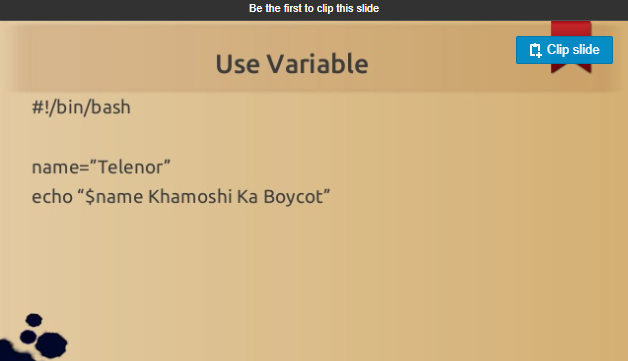 Be the first to clip this slide
Use Variable
Clip slide
#!/bin/bash
name=”Telenor”
echo “$name Khamoshi Ka Boycot”